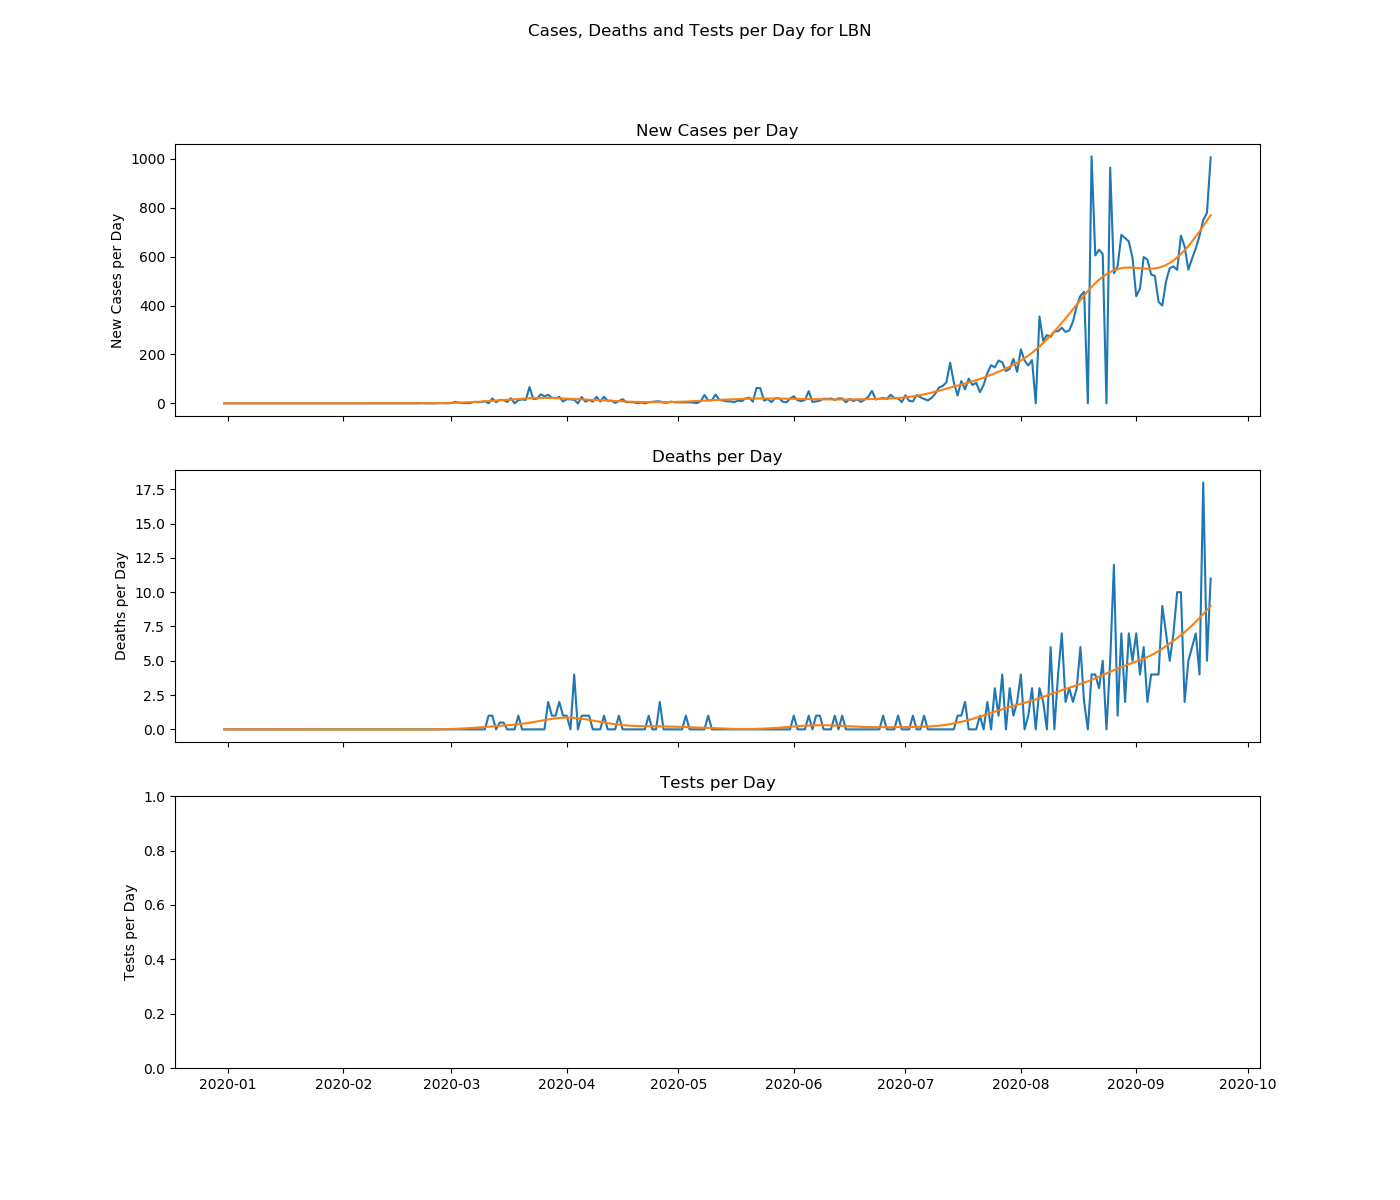 Cases, Deaths and Tests per Day for LBN
New Cases per Day
New Cases per Day
1000
800
600
400
200
0
Deaths per Day
Deaths per Day
17.5
15.0
12.5
10.0
7.5
5.0
2.5
0.0
Tests per Day
Tests per Day
1.0
0.8
0.6
0.4
0.2
0.0
2020-01 2020-02 2020-03 2020-04 2020-05 2020-06 2020-07 2020-08 2020-09 2020-10